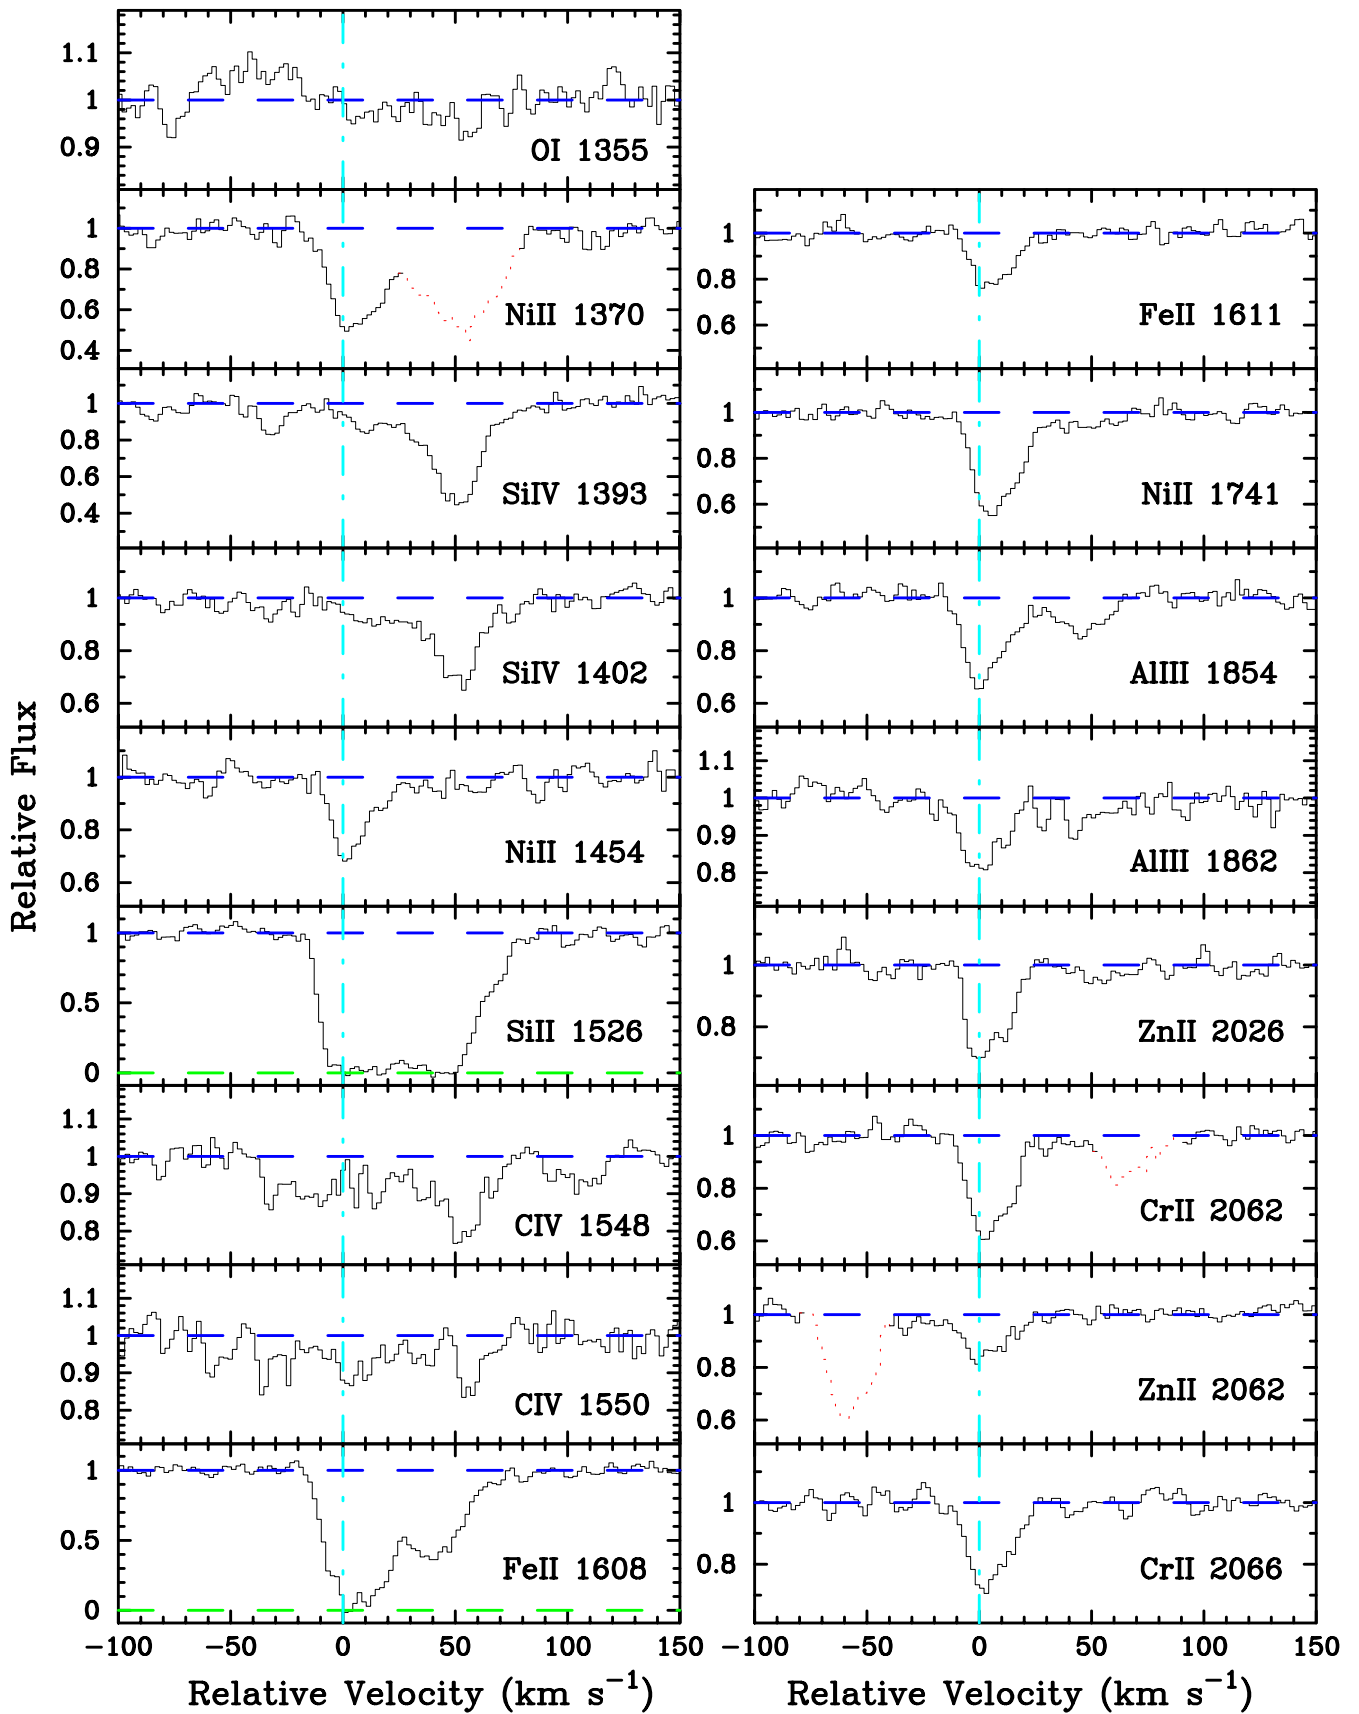 Relative Flux
1.1
1
0.9
OI 1355
1
0.8
0.6
0.4
NiII 1370
1
0.8
0.6
0.4
SiIV 1393
1
0.8
0.6
SiIV 1402
1
0.8
0.6
NiII 1454
1
0.5
0
SiII 1526
1.1
1
0.9
0.8
CIV 1548
1.1
1
0.9
0.8
CIV 1550
1
0.5
0
FeII 1608
-100 -50 0 50 100 150
Relative Velocity (km s⁻¹)
1
0.8
0.6
FeII 1611
1
0.8
0.6
NiII 1741
1
0.8
0.6
AlIII 1854
1.1
1
0.9
0.8
AlIII 1862
1
0.8
ZnII 2026
1
0.8
0.6
CrII 2062
1
0.8
0.6
ZnII 2062
1
0.8
CrII 2066
-100 -50 0 50 100 150
Relative Velocity (km s⁻¹)